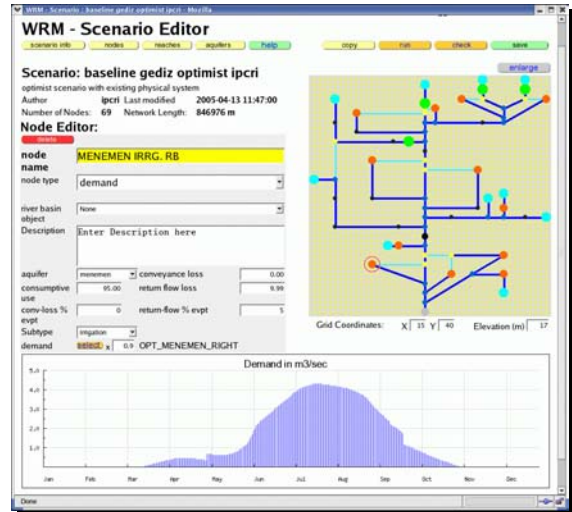 WRM - Scenario : baseline gediz optimist ipcri - Mozilla
WRM - Scenario Editor
scenario info nodes reaches aquifers help copy run check save
Scenario: baseline gediz optimist ipcri enlarge
optimist scenario with existing physical system
Author ipcri Last modified 2005-04-13 11:47:00
Number of Nodes: 69 Network Length: 846976 m
Node Editor:
delete
node name MENEMEN IRRG. RB
node type demand
river basin object None
Description Enter Description here
aquifer menemen conveyance loss 0.00
consumptive use 95.00 return flow loss 9.99
conv-loss % evpt 0 return-flow % evpt 5
Subtype irrigation
Grid Coordinates: X 15 Y 40 Elevation (m) 17
demand select x 0.9 OPT_MENEMEN_RIGHT
Demand in m3/sec
5.0
4.0
3.0
2.0
1.0
Jan Feb Mar Apr May Jun Jul Aug Sep Oct Nov Dec
Done